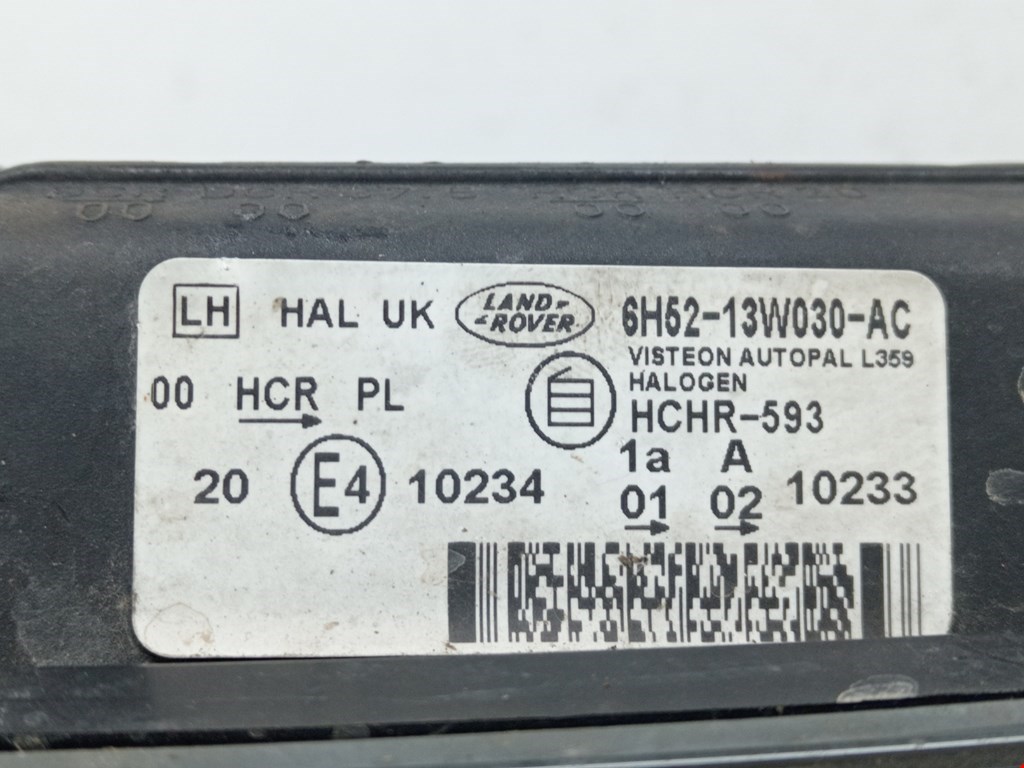 LH HAL UK LAND ROVER 6H52-13W030-AC
VISTEON AUTOPAL L359
HALOGEN
00 HCR PL
HCHR-593
1a A
20 E4 10234 01 02 10233